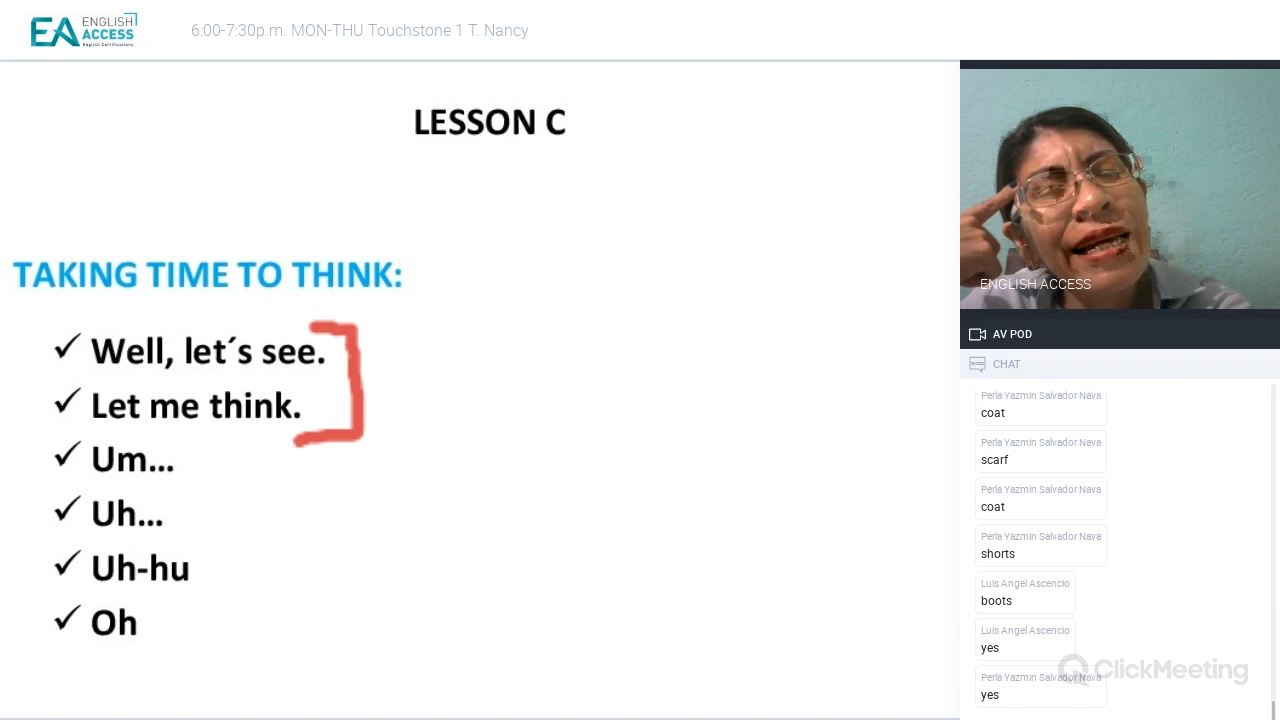 EA ENGLISH
ACCESS
English Certifications
6:00-7:30p.m. MON-THU Touchstone 1 T. Nancy
LESSON C
TAKING TIME TO THINK:
✓ Well, let´s see.
✓ Let me think.
✓ Um...
✓ Uh...
✓ Uh-hu
✓ Oh
ENGLISH ACCESS
AV POD
CHAT
Perla Yazmin Salvador Nava
coat
Perla Yazmin Salvador Nava
scarf
Perla Yazmin Salvador Nava
coat
Perla Yazmin Salvador Nava
shorts
Luis Angel Ascencio
boots
Luis Angel Ascencio
yes
Perla Yazmin Salvador Nava
yes
ClickMeeting